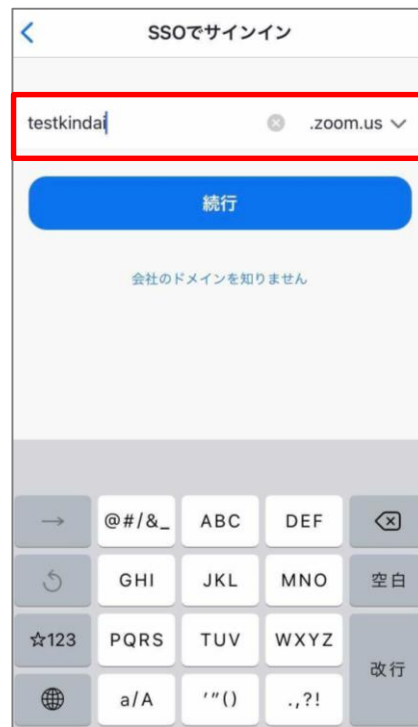 SSOでサインイン
testkindai .zoom.us
続行
会社のドメインを知りません
→ @#/&_ ABC DEF
GHI JKL MNO 空白
☆123 PQRS TUV WXYZ
a/A ′″() .,?! 改行